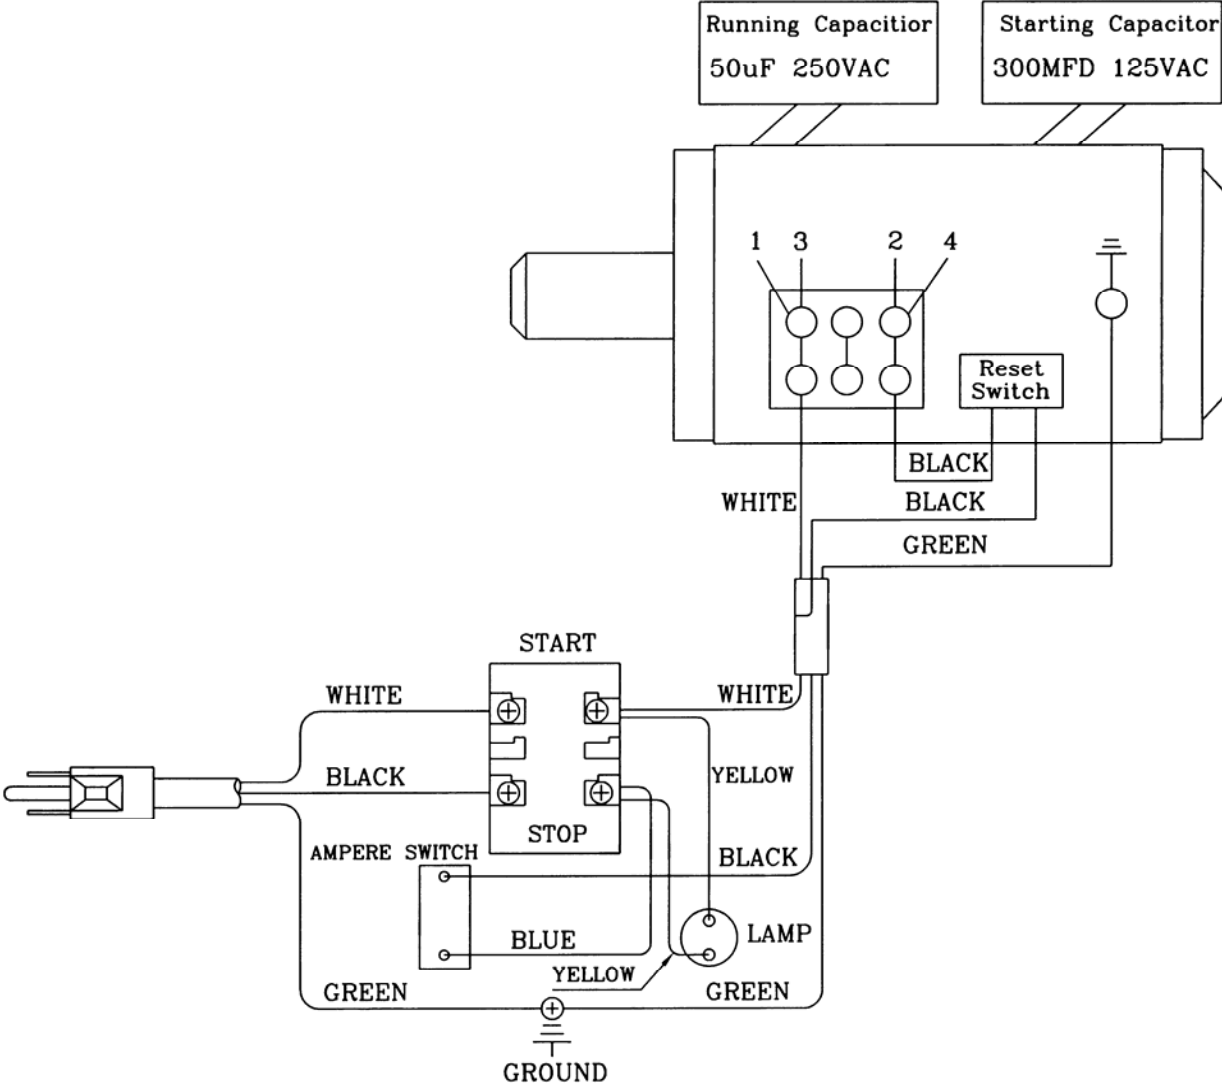 Running Capacitior
50uF 250VAC
Starting Capacitor
300MFD 125VAC
1 3 2 4
Reset
Switch
BLACK
WHITE
BLACK
GREEN
START
WHITE
WHITE
BLACK
YELLOW
STOP
AMPERE SWITCH
BLACK
BLUE
LAMP
YELLOW
GREEN
GREEN
GROUND